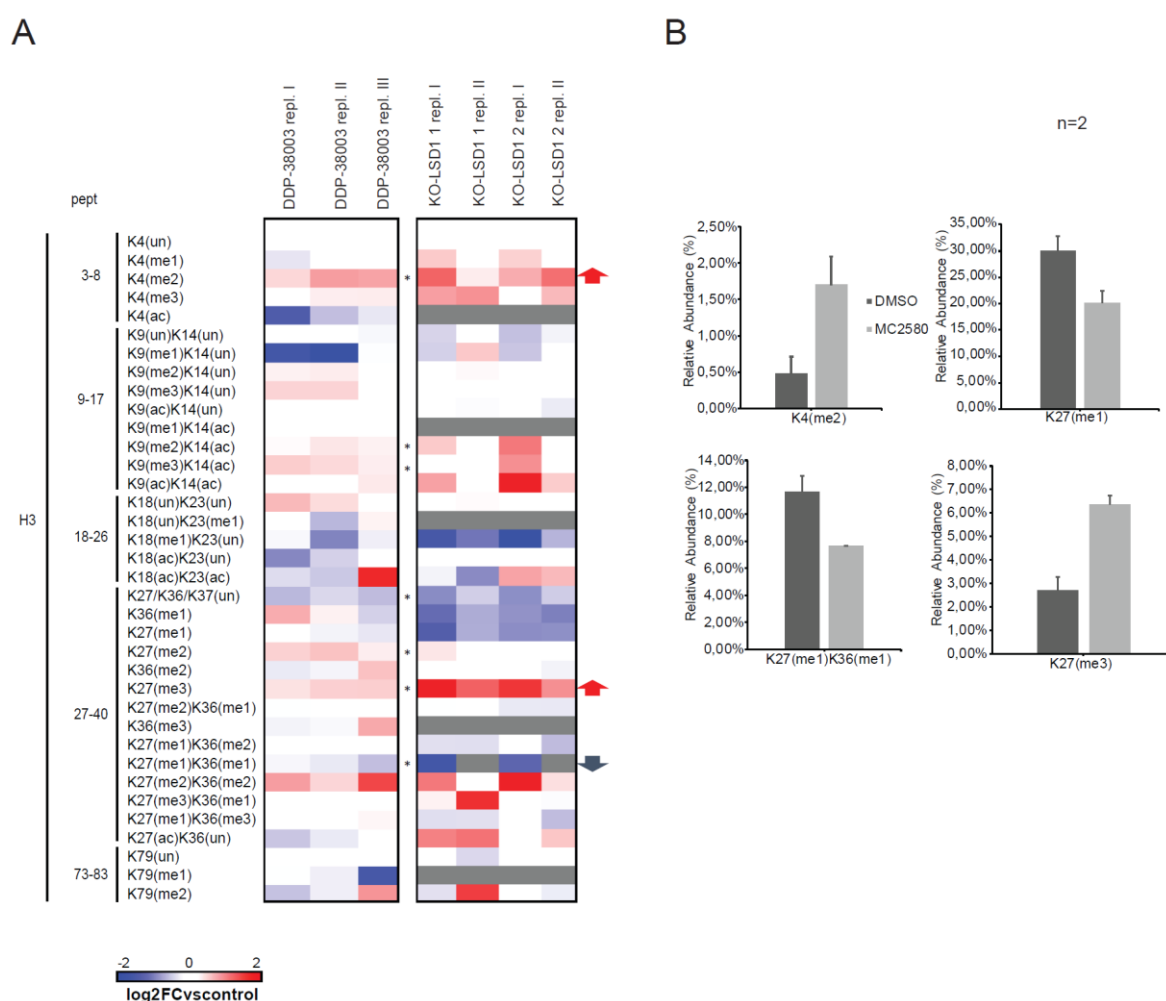 A
B
DDP-38003 repl. I
DDP-38003 repl. II
DDP-38003 repl. III
KO-LSD1 1 repl. I
KO-LSD1 1 repl. II
KO-LSD1 2 repl. I
KO-LSD1 2 repl. II
pept
H3
3-8
K4(un)
K4(me1)
K4(me2)
*
K4(me3)
K4(ac)
9-17
K9(un)K14(un)
K9(me1)K14(un)
K9(me2)K14(un)
K9(me3)K14(un)
K9(ac)K14(un)
K9(me1)K14(ac)
K9(me2)K14(ac)
*
K9(me3)K14(ac)
*
K9(ac)K14(ac)
18-26
K18(un)K23(un)
K18(un)K23(me1)
K18(me1)K23(un)
K18(ac)K23(un)
K18(ac)K23(ac)
27-40
K27/K36/K37(un)
*
K36(me1)
K27(me1)
K27(me2)
*
K36(me2)
K27(me3)
*
K27(me2)K36(me1)
K36(me3)
K27(me1)K36(me2)
K27(me1)K36(me1)
*
K27(me2)K36(me2)
K27(me3)K36(me1)
K27(me1)K36(me3)
K27(ac)K36(un)
73-83
K79(un)
K79(me1)
K79(me2)
-2 0 2
log2FCvscontrol
n=2
Relative Abundance (%)
2,50%
2,00%
1,50%
1,00%
0,50%
0,00%
K4(me2)
DMSO
MC2580
Relative Abundance (%)
35,00%
30,00%
25,00%
20,00%
15,00%
10,00%
5,00%
0,00%
K27(me1)
Relative Abundance (%)
14,00%
12,00%
10,00%
8,00%
6,00%
4,00%
2,00%
0,00%
K27(me1)K36(me1)
Relative Abundance (%)
8,00%
7,00%
6,00%
5,00%
4,00%
3,00%
2,00%
1,00%
0,00%
K27(me3)